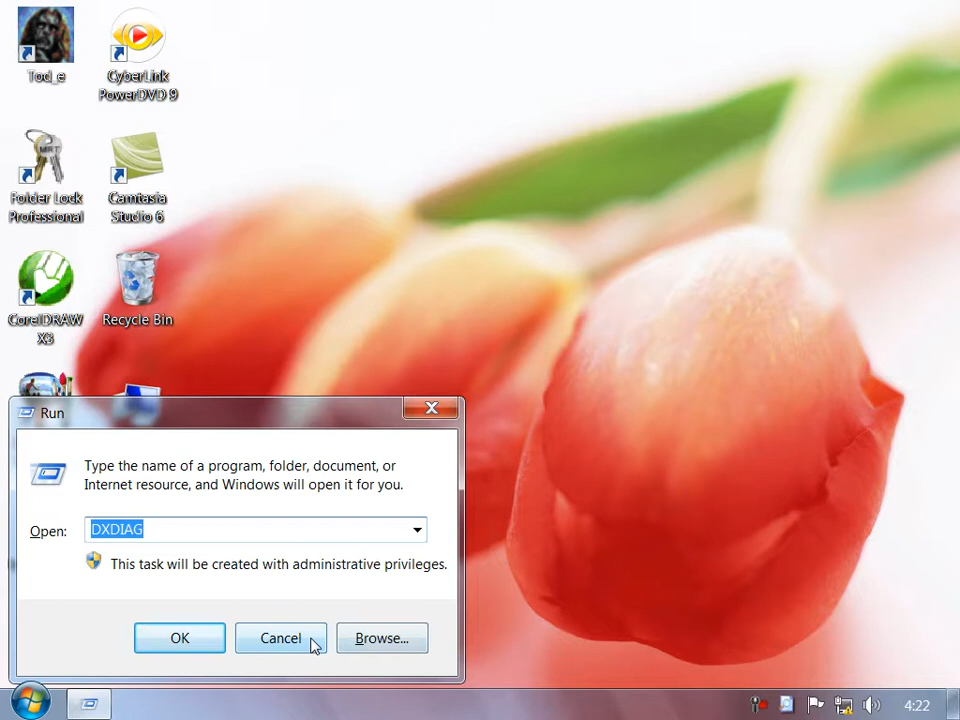 Tod_e
CyberLink
PowerDVD 9
Folder Lock
Professional
Camtasia
Studio 6
CorelDRAW
X3
Recycle Bin
Run
Type the name of a program, folder, document, or
Internet resource, and Windows will open it for you.
Open: DXDIAG
This task will be created with administrative privileges.
OK
Cancel
Browse...
4:22